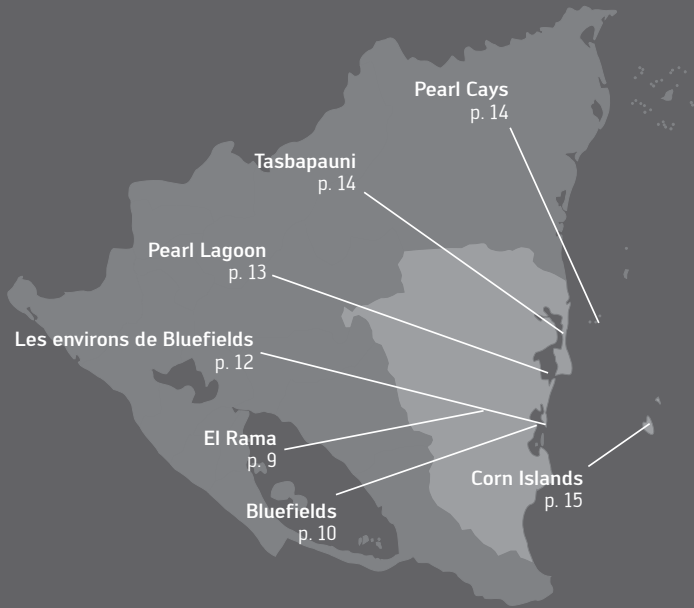 Pearl Cays
p. 14
Tasbapauni
p. 14
Pearl Lagoon
p. 13
Les environs de Bluefields
p. 12
El Rama
p. 9
Corn Islands
p. 15
Bluefields
p. 10